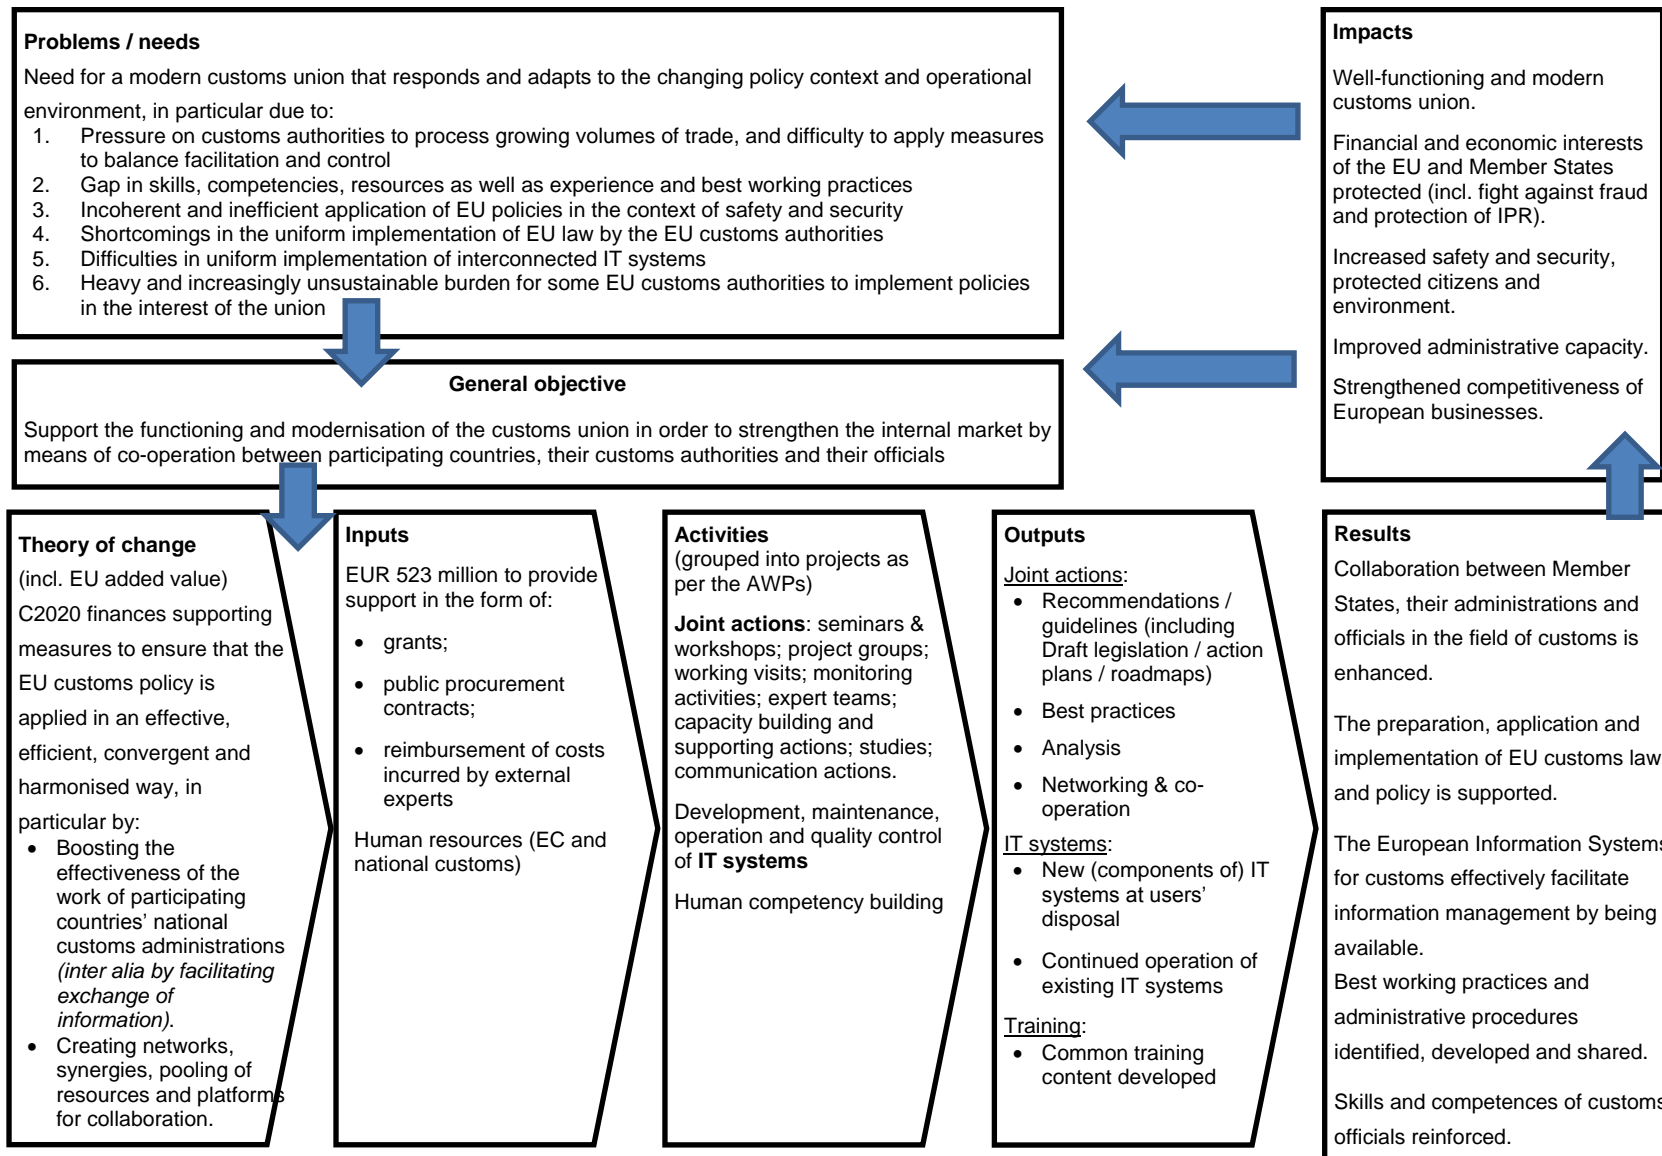 Problems / needs
Need for a modern customs union that responds and adapts to the changing policy context and operational
environment, in particular due to:
1. Pressure on customs authorities to process growing volumes of trade, and difficulty to apply measures
to balance facilitation and control
2. Gap in skills, competencies, resources as well as experience and best working practices
3. Incoherent and inefficient application of EU policies in the context of safety and security
4. Shortcomings in the uniform implementation of EU law by the EU customs authorities
5. Difficulties in uniform implementation of interconnected IT systems
6. Heavy and increasingly unsustainable burden for some EU customs authorities to implement policies
in the interest of the union
General objective
Support the functioning and modernisation of the customs union in order to strengthen the internal market by
means of co-operation between participating countries, their customs authorities and their officials
Impacts
Well-functioning and modern
customs union.
Financial and economic interests
of the EU and Member States
protected (incl. fight against fraud
and protection of IPR).
Increased safety and security,
protected citizens and
environment.
Improved administrative capacity.
Strengthened competitiveness of
European businesses.
Theory of change
(incl. EU added value)
C2020 finances supporting
measures to ensure that the
EU customs policy is
applied in an effective,
efficient, convergent and
harmonised way, in
particular by:
• Boosting the
effectiveness of the
work of participating
countries’ national
customs administrations
(inter alia by facilitating
exchange of
information).
• Creating networks,
synergies, pooling of
resources and platforms
for collaboration.
Inputs
EUR 523 million to provide
support in the form of:
• grants;
• public procurement
contracts;
• reimbursement of costs
incurred by external
experts
Human resources (EC and
national customs)
Activities
(grouped into projects as
per the AWPs)
Joint actions: seminars &
workshops; project groups;
working visits; monitoring
activities; expert teams;
capacity building and
supporting actions; studies;
communication actions.
Development, maintenance,
operation and quality control
of IT systems
Human competency building
Outputs
Joint actions:
• Recommendations /
guidelines (including
Draft legislation / action
plans / roadmaps)
• Best practices
• Analysis
• Networking & co-
operation
IT systems:
• New (components of) IT
systems at users’
disposal
• Continued operation of
existing IT systems
Training:
• Common training
content developed
Results
Collaboration between Member
States, their administrations and
officials in the field of customs is
enhanced.
The preparation, application and
implementation of EU customs law
and policy is supported.
The European Information Systems
for customs effectively facilitate
information management by being
available.
Best working practices and
administrative procedures
identified, developed and shared.
Skills and competences of customs
officials reinforced.